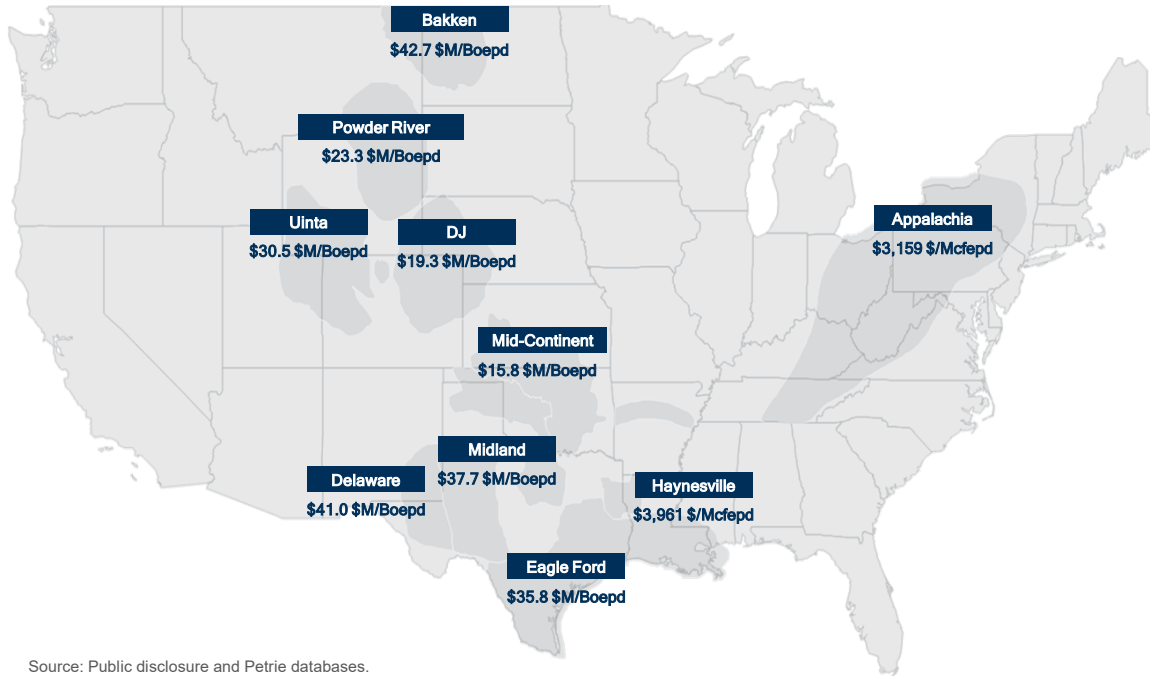 Bakken
$42.7 $M/Boepd
Powder River
$23.3 $M/Boepd
Uinta
$30.5 $M/Boepd
DJ
$19.3 $M/Boepd
Appalachia
$3,159 $/Mcfepd
Mid-Continent
$15.8 $M/Boepd
Midland
$37.7 $M/Boepd
Delaware
$41.0 $M/Boepd
Haynesville
$3,961 $/Mcfepd
Eagle Ford
$35.8 $M/Boepd
Source: Public disclosure and Petrie databases.